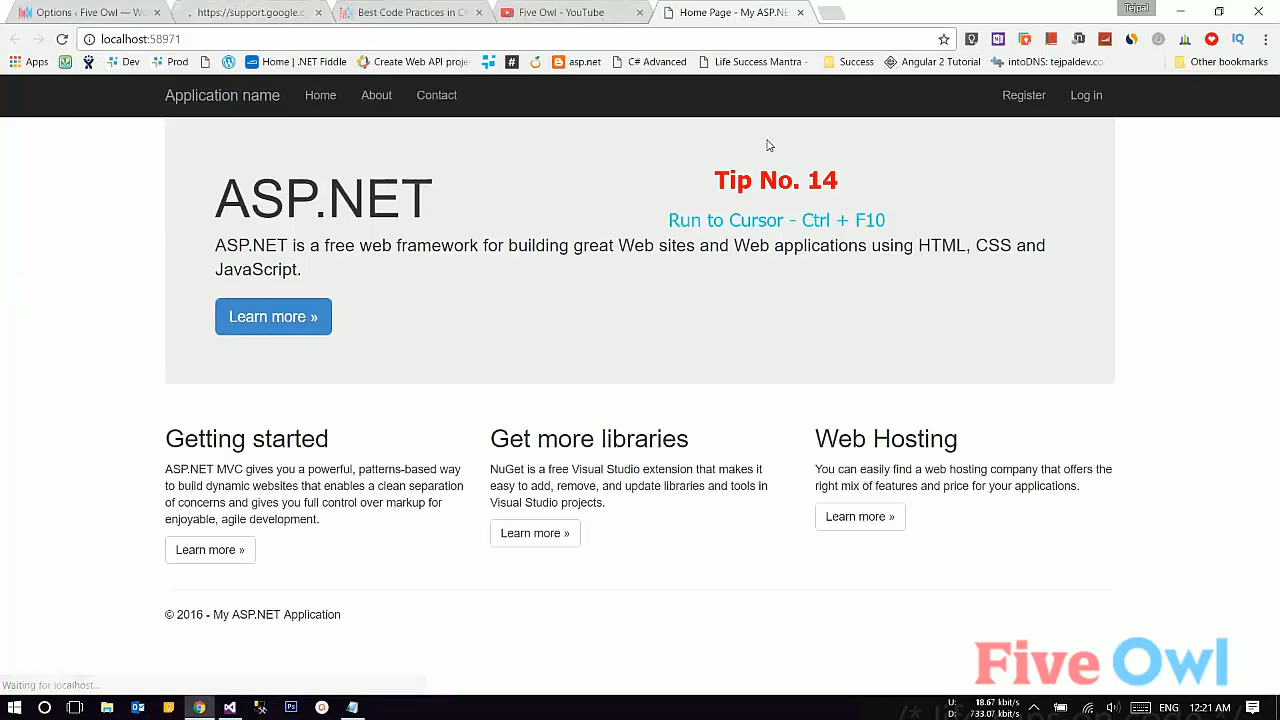 Options ‹ Five Owl — Wo
https://support.google.c
Best Code Practices in C
Five Owl - YouTube
Home Page - My ASP.NE
Tejpal
localhost:58971
Apps
Dev
Prod
Home | .NET Fiddle
Create Web API proje
asp.net
C# Advanced
Life Success Mantra -
Success
Angular 2 Tutorial
intoDNS: tejpaldev.co
Other bookmarks
Application name
Home
About
Contact
Register
Log in
Tip No. 14
ASP.NET
Run to Cursor - Ctrl + F10
ASP.NET is a free web framework for building great Web sites and Web applications using HTML, CSS and
JavaScript.
Learn more »
Getting started
ASP.NET MVC gives you a powerful, patterns-based way
to build dynamic websites that enables a clean separation
of concerns and gives you full control over markup for
enjoyable, agile development.
Learn more »
Get more libraries
NuGet is a free Visual Studio extension that makes it
easy to add, remove, and update libraries and tools in
Visual Studio projects.
Learn more »
Web Hosting
You can easily find a web hosting company that offers the
right mix of features and price for your applications.
Learn more »
© 2016 - My ASP.NET Application
Five Owl
Waiting for localhost...
U: 18.67 kbit/s
D: 733.07 kbit/s
ENG
12:21 AM